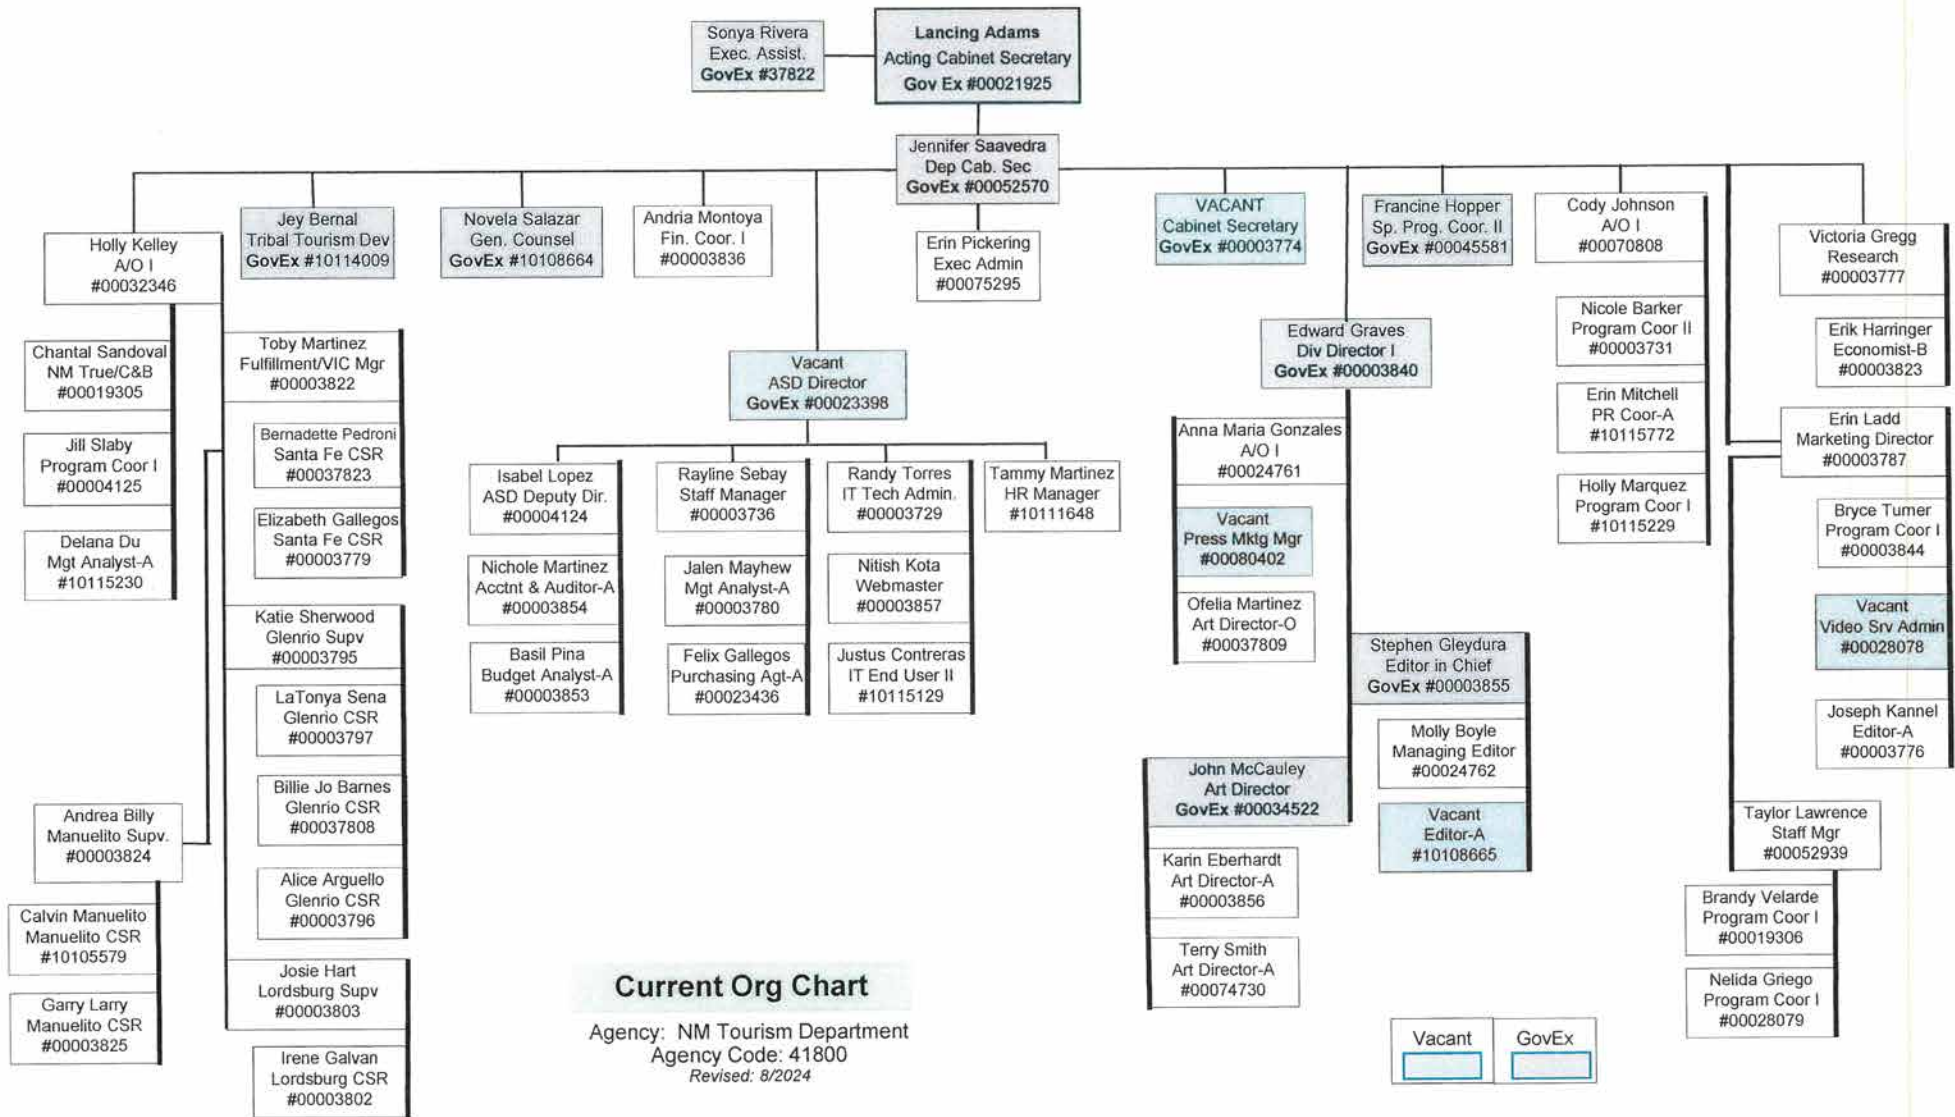 Sonya Rivera
Exec. Assist.
GovEx #37822
Lancing Adams
Acting Cabinet Secretary
Gov Ex #00021925
Jennifer Saavedra
Dep Cab. Sec
GovEx #00052570
Erin Pickering
Exec Admin
#00075295
Holly Kelley
A/O I
#00032346
Jey Bernal
Tribal Tourism Dev
GovEx #10114009
Novela Salazar
Gen. Counsel
GovEx #10108664
Andria Montoya
Fin. Coor. I
#00003836
VACANT
Cabinet Secretary
GovEx #00003774
Francine Hopper
Sp. Prog. Coor. II
GovEx #00045581
Cody Johnson
A/O I
#00070808
Victoria Gregg
Research
#00003777
Chantal Sandoval
NM True/C&B
#00019305
Jill Slaby
Program Coor I
#00004125
Delana Du
Mgt Analyst-A
#10115230
Toby Martinez
Fulfillment/VIC Mgr
#00003822
Bernadette Pedroni
Santa Fe CSR
#00037823
Elizabeth Gallegos
Santa Fe CSR
#00003779
Katie Sherwood
Glenrio Supv
#00003795
LaTonya Sena
Glenrio CSR
#00003797
Billie Jo Barnes
Glenrio CSR
#00037808
Alice Arguello
Glenrio CSR
#00003796
Andrea Billy
Manuelito Supv.
#00003824
Calvin Manuelito
Manuelito CSR
#10105579
Garry Larry
Manuelito CSR
#00003825
Josie Hart
Lordsburg Supv
#00003803
Irene Galvan
Lordsburg CSR
#00003802
Vacant
ASD Director
GovEx #00023398
Isabel Lopez
ASD Deputy Dir.
#00004124
Nichole Martinez
Acctnt & Auditor-A
#00003854
Basil Pina
Budget Analyst-A
#00003853
Rayline Sebay
Staff Manager
#00003736
Jalen Mayhew
Mgt Analyst-A
#00003780
Felix Gallegos
Purchasing Agt-A
#00023436
Randy Torres
IT Tech Admin.
#00003729
Nitish Kota
Webmaster
#00003857
Justus Contreras
IT End User II
#10115129
Tammy Martinez
HR Manager
#10111648
Edward Graves
Div Director I
GovEx #00003840
Anna Maria Gonzales
A/O I
#00024761
Vacant
Press Mktg Mgr
#00080402
Ofelia Martinez
Art Director-O
#00037809
Stephen Gleydura
Editor in Chief
GovEx #00003855
Molly Boyle
Managing Editor
#00024762
Vacant
Editor-A
#10108665
John McCauley
Art Director
GovEx #00034522
Karin Eberhardt
Art Director-A
#00003856
Terry Smith
Art Director-A
#00074730
Nicole Barker
Program Coor II
#00003731
Erin Mitchell
PR Coor-A
#10115772
Holly Marquez
Program Coor I
#10115229
Erik Harringer
Economist-B
#00003823
Erin Ladd
Marketing Director
#00003787
Bryce Turner
Program Coor I
#00003844
Vacant
Video Srv Admin
#00028078
Joseph Kannel
Editor-A
#00003776
Taylor Lawrence
Staff Mgr
#00052939
Brandy Velarde
Program Coor I
#00019306
Nelida Griego
Program Coor I
#00028079
Current Org Chart
Agency: NM Tourism Department
Agency Code: 41800
Revised: 8/2024
Vacant
GovEx